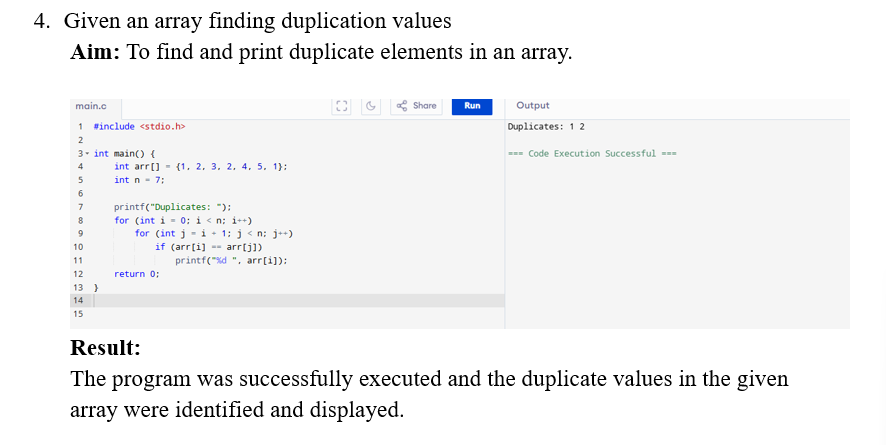 4. Given an array finding duplication values
Aim: To find and print duplicate elements in an array.
main.c Share Run Output
1 #include <stdio.h> Duplicates: 1 2
2
3 int main() { === Code Execution Successful ===
4 int arr[] = {1, 2, 3, 2, 4, 5, 1};
5 int n = 7;
6
7 printf("Duplicates: ");
8 for (int i = 0; i < n; i++)
9 for (int j = i + 1; j < n; j++)
10 if (arr[i] == arr[j])
11 printf("%d ", arr[i]);
12 return 0;
13 }
14
15
Result:
The program was successfully executed and the duplicate values in the given
array were identified and displayed.